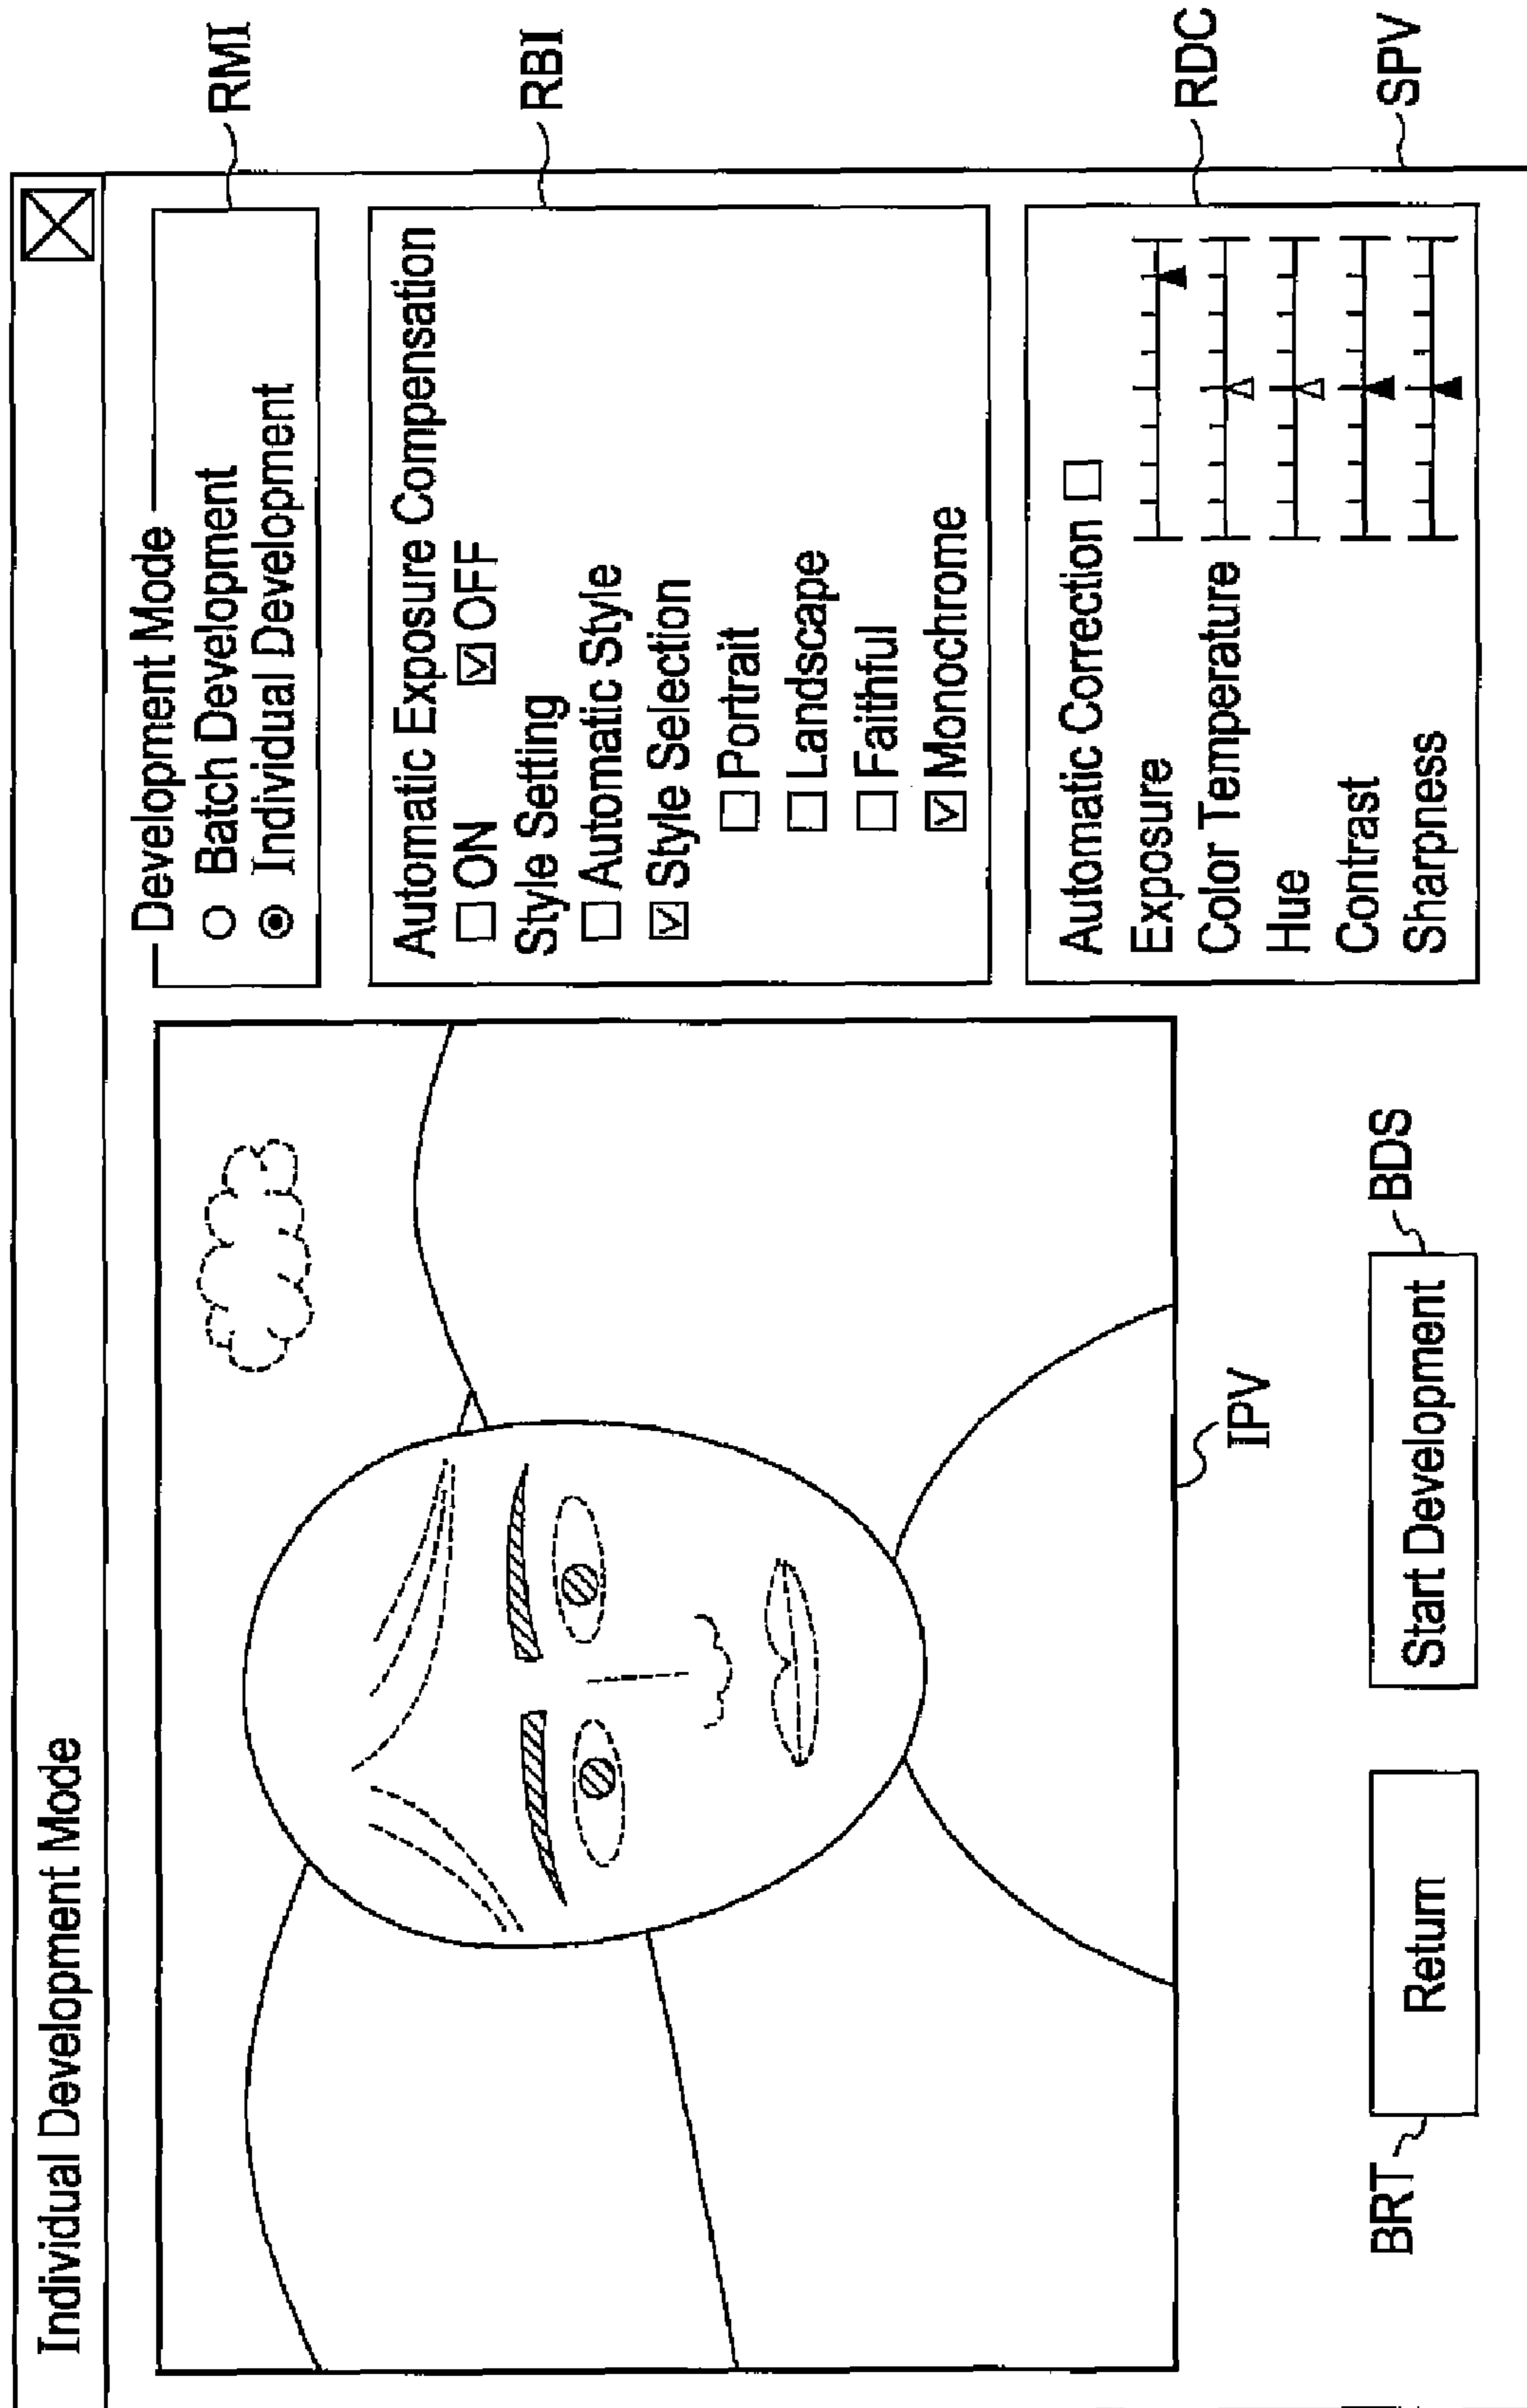 Individual Development Mode
Development Mode
Batch Development
Individual Development
RMI
Automatic Exposure Compensation
ON OFF
Style Setting
Automatic Style
Style Selection
Portrait
Landscape
Faithful
Monochrome
RBI
Automatic Correction
Exposure
Color Temperature
Hue
Contrast
Sharpness
RDC
SPV
IPV
BRT
Return
Start Development
BDS